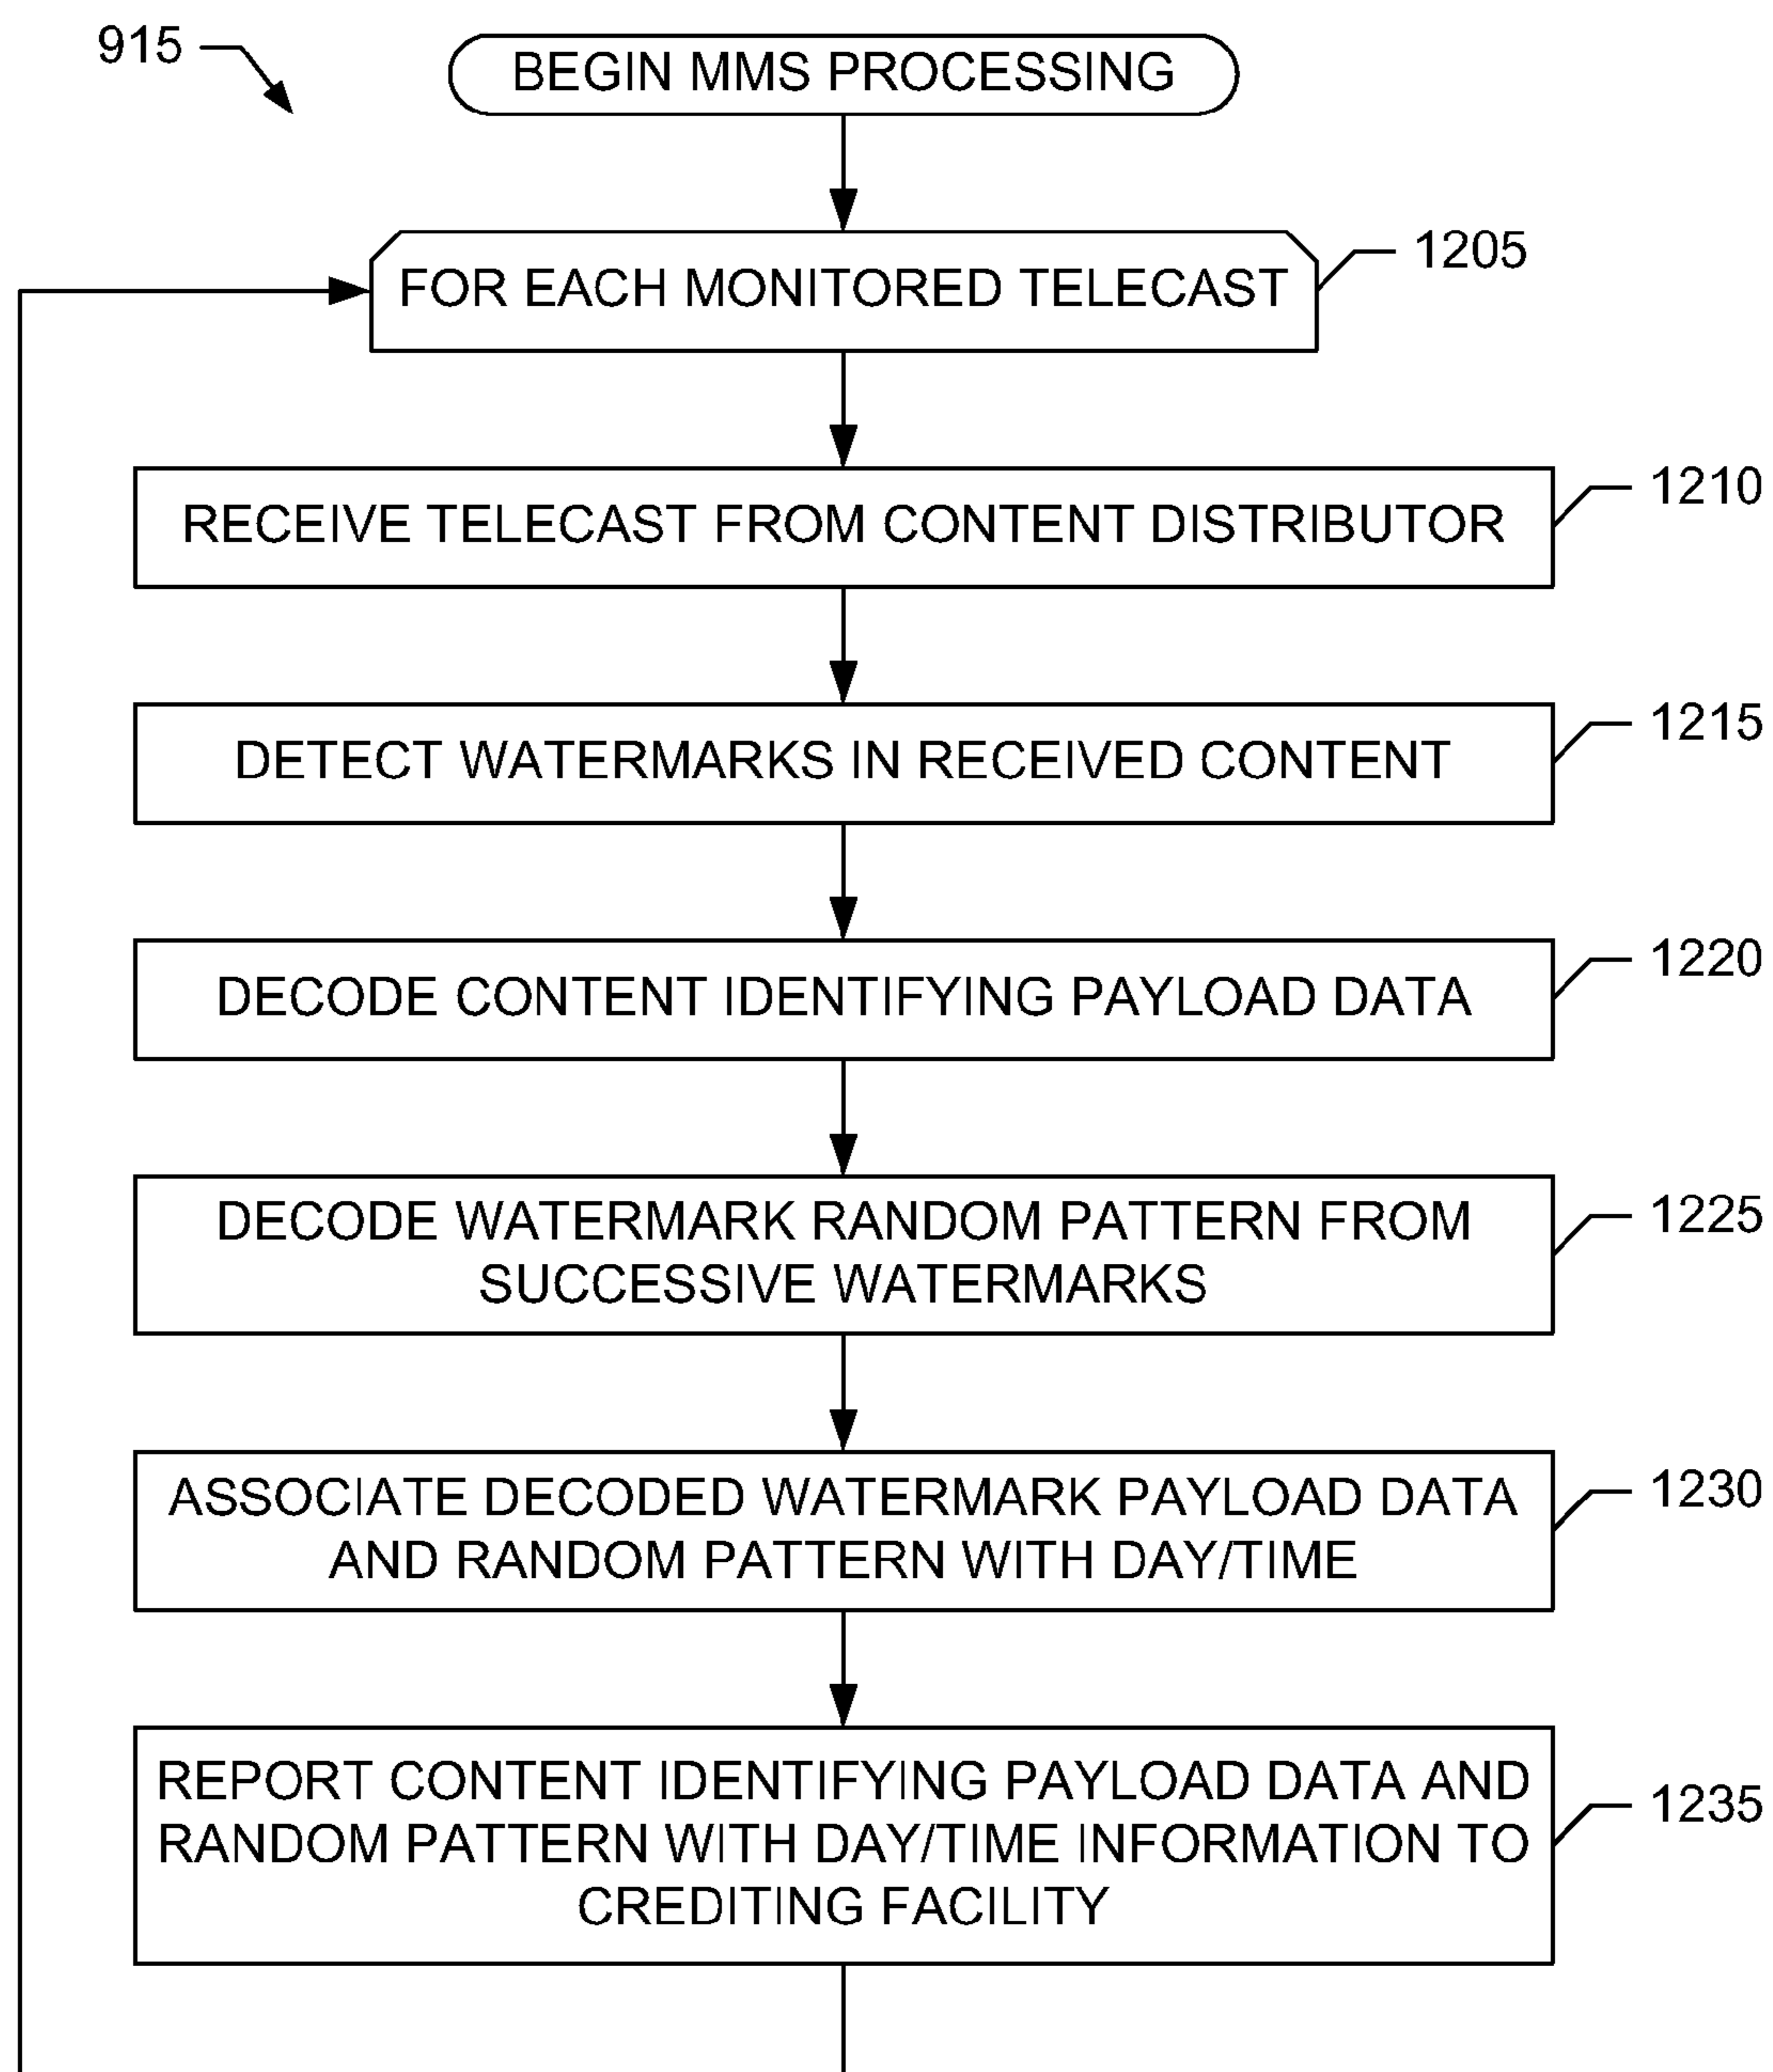 915
BEGIN MMS PROCESSING
FOR EACH MONITORED TELECAST
1205
RECEIVE TELECAST FROM CONTENT DISTRIBUTOR
1210
DETECT WATERMARKS IN RECEIVED CONTENT
1215
DECODE CONTENT IDENTIFYING PAYLOAD DATA
1220
DECODE WATERMARK RANDOM PATTERN FROM
SUCCESSIVE WATERMARKS
1225
ASSOCIATE DECODED WATERMARK PAYLOAD DATA
AND RANDOM PATTERN WITH DAY/TIME
1230
REPORT CONTENT IDENTIFYING PAYLOAD DATA AND
RANDOM PATTERN WITH DAY/TIME INFORMATION TO
CREDITING FACILITY
1235